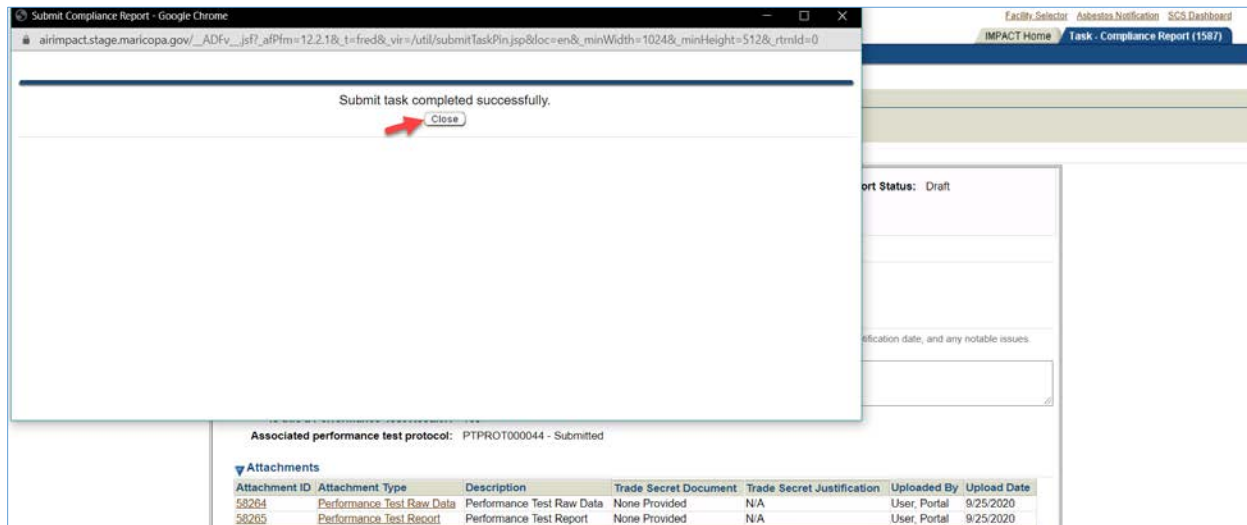 Submit Compliance Report - Google Chrome
airimpact.stage.maricopa.gov/__ADFv__.jsf?_afPfm=12.2.1&_t=fred&_vir=/util/submitTaskPin.jsp&loc=en&_minWidth=1024&_minHeight=512&_rtrnId=0
Submit task completed successfully.
Close
Facility Selector Asbestos Notification SCS Dashboard
IMPACT Home Task - Compliance Report (1587)
ort Status: Draft
tification date, and any notable issues.
Associated performance test protocol: PTPROT000044 - Submitted
Attachments
Attachment ID Attachment Type Description Trade Secret Document Trade Secret Justification Uploaded By Upload Date
58264 Performance Test Raw Data Performance Test Raw Data None Provided N/A User, Portal 9/25/2020
58265 Performance Test Report Performance Test Report None Provided N/A User, Portal 9/25/2020